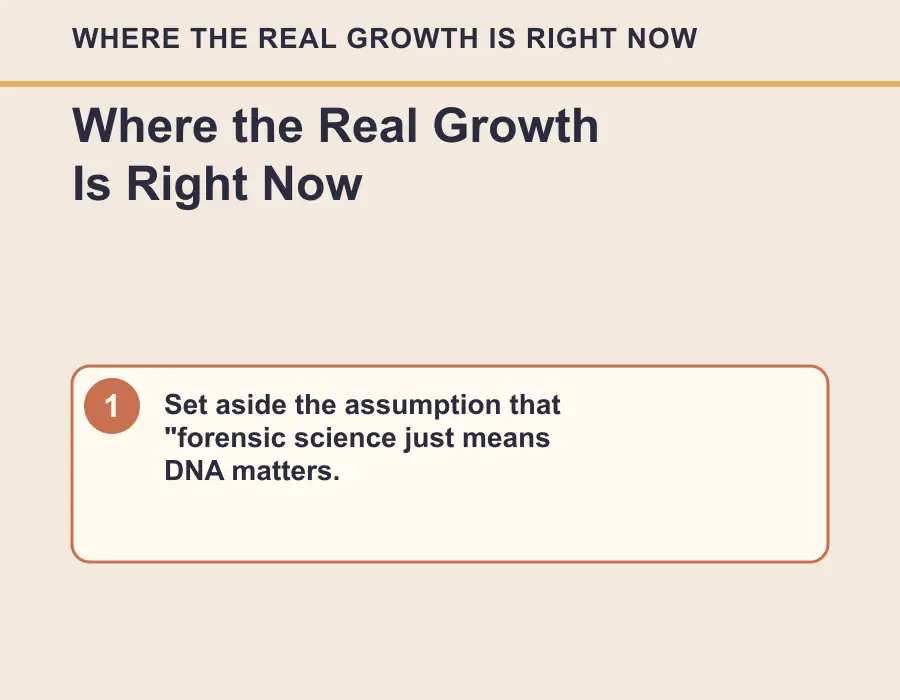 WHERE THE REAL GROWTH IS RIGHT NOW
Where the Real Growth
Is Right Now
1
Set aside the assumption that
"forensic science just means
DNA matters.